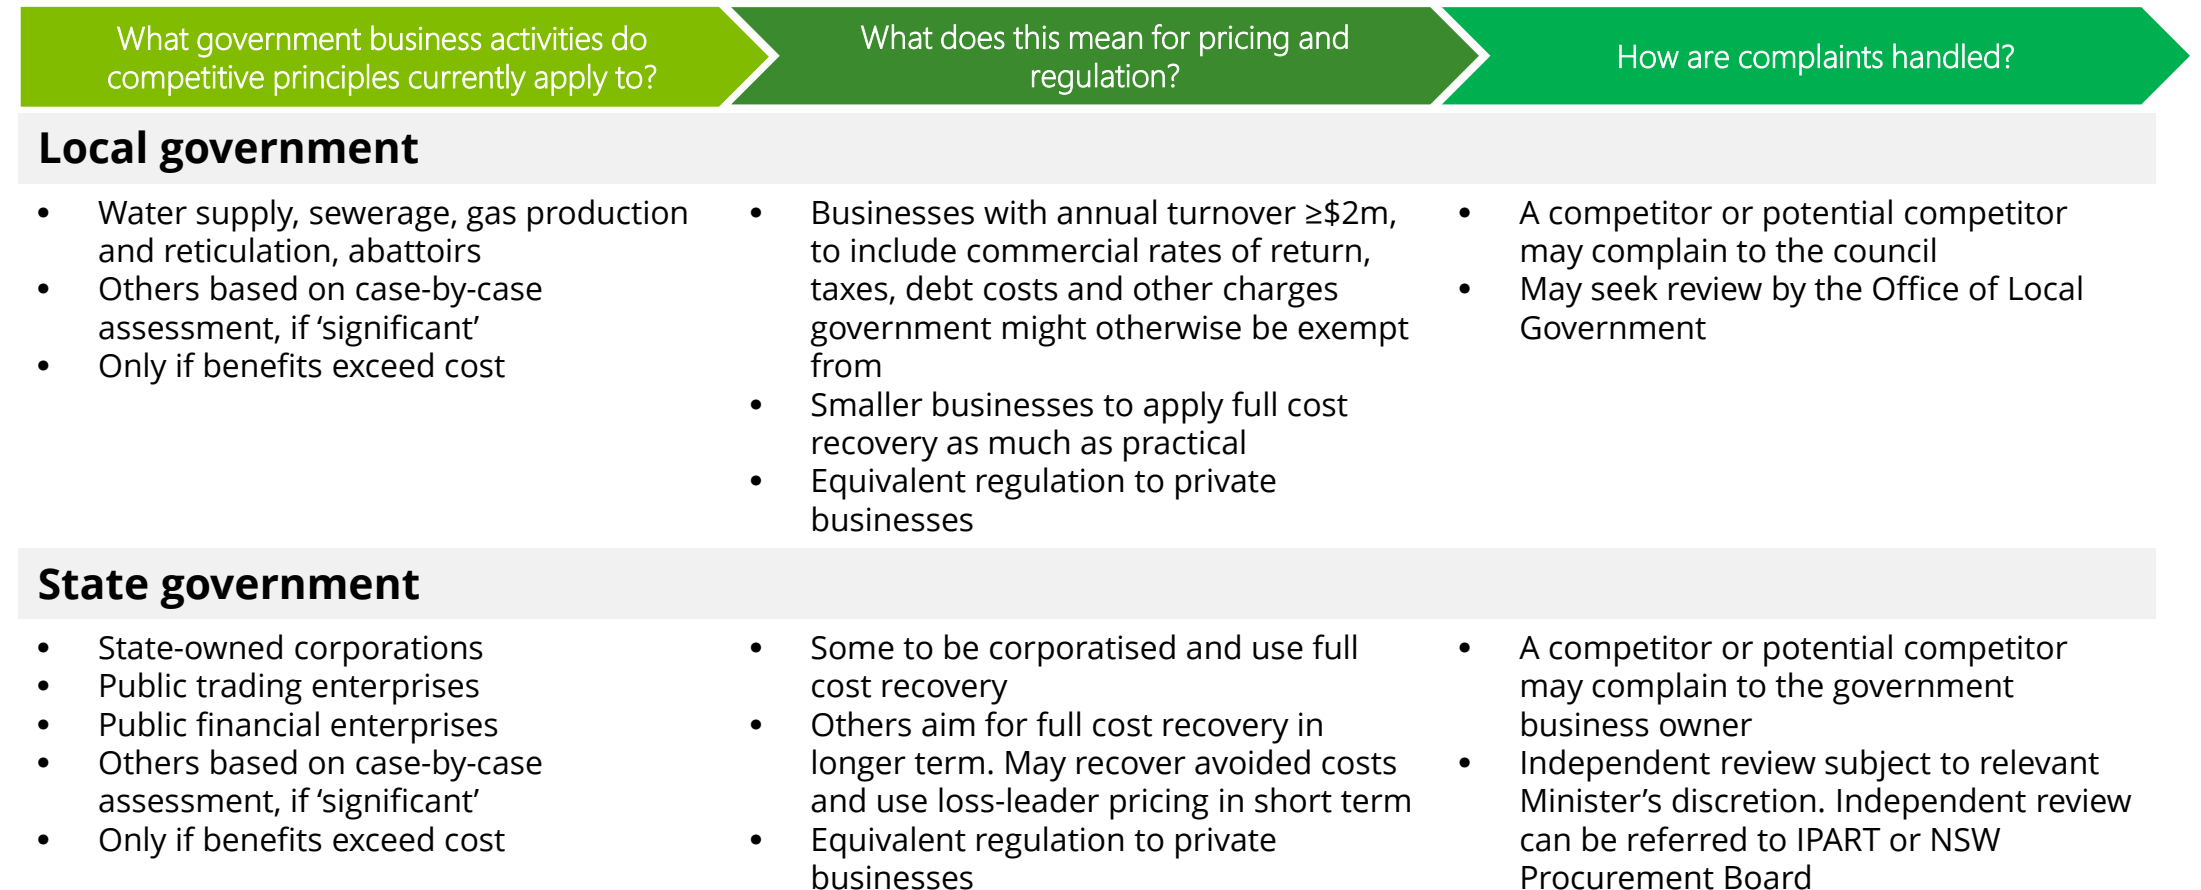 What government business activities do
competitive principles currently apply to?
What does this mean for pricing and
regulation?
How are complaints handled?
Local government
• Water supply, sewerage, gas production
and reticulation, abattoirs
• Others based on case-by-case
assessment, if ‘significant’
• Only if benefits exceed cost
• Businesses with annual turnover ≥$2m,
to include commercial rates of return,
taxes, debt costs and other charges
government might otherwise be exempt
from
• Smaller businesses to apply full cost
recovery as much as practical
• Equivalent regulation to private
businesses
• A competitor or potential competitor
may complain to the council
• May seek review by the Office of Local
Government
State government
• State-owned corporations
• Public trading enterprises
• Public financial enterprises
• Others based on case-by-case
assessment, if ‘significant’
• Only if benefits exceed cost
• Some to be corporatised and use full
cost recovery
• Others aim for full cost recovery in
longer term. May recover avoided costs
and use loss-leader pricing in short term
• Equivalent regulation to private
businesses
• A competitor or potential competitor
may complain to the government
business owner
• Independent review subject to relevant
Minister’s discretion. Independent review
can be referred to IPART or NSW
Procurement Board